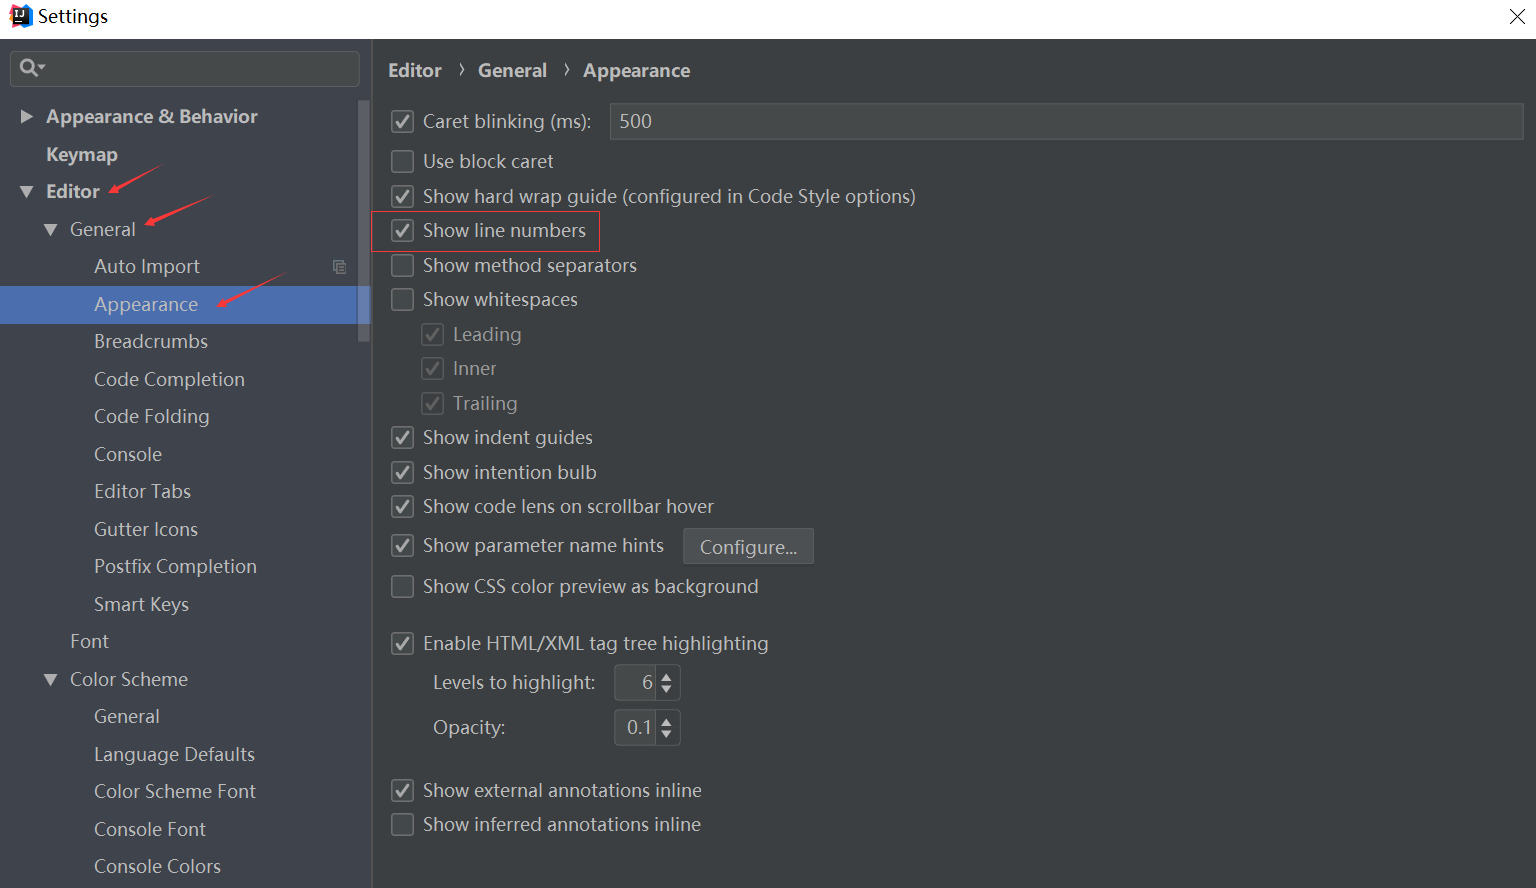 IJ
Settings
Appearance & Behavior
Keymap
Editor
General
Auto Import
Appearance
Breadcrumbs
Code Completion
Code Folding
Console
Editor Tabs
Gutter Icons
Postfix Completion
Smart Keys
Font
Color Scheme
General
Language Defaults
Color Scheme Font
Console Font
Console Colors
Editor › General › Appearance
Caret blinking (ms): 500
Use block caret
Show hard wrap guide (configured in Code Style options)
Show line numbers
Show method separators
Show whitespaces
Leading
Inner
Trailing
Show indent guides
Show intention bulb
Show code lens on scrollbar hover
Show parameter name hints Configure...
Show CSS color preview as background
Enable HTML/XML tag tree highlighting
Levels to highlight: 6
Opacity: 0.1
Show external annotations inline
Show inferred annotations inline